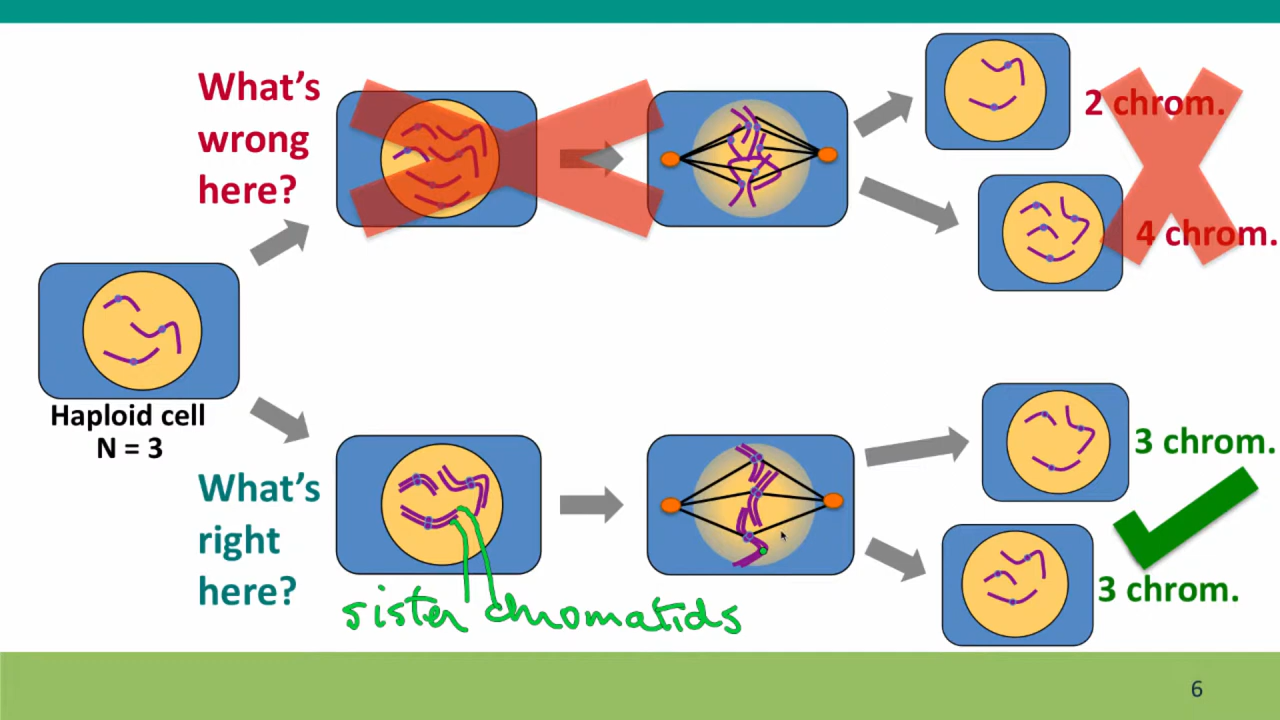 What's
wrong
here?
2 chrom.
4 chrom.
Haploid cell
N = 3
What's
right
here?
3 chrom.
3 chrom.
sister chromatids
6